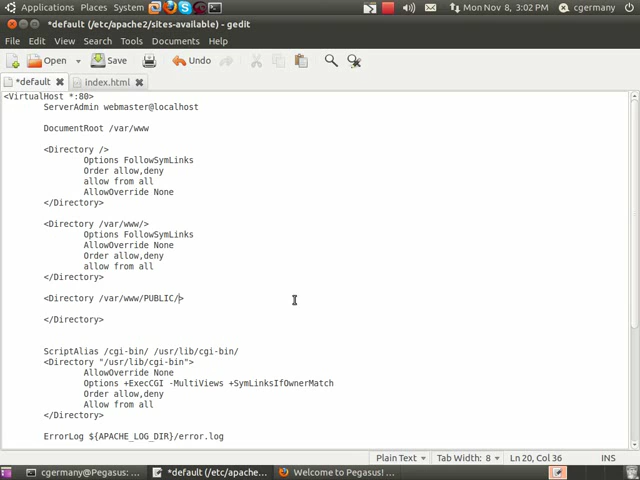 Applications Places System Mon Nov 8, 3:02 PM cgermany
*default (/etc/apache2/sites-available) - gedit
File Edit View Search Tools Documents Help
Open Save Undo
*default index.html
<VirtualHost *:80>
ServerAdmin webmaster@localhost
DocumentRoot /var/www
<Directory />
Options FollowSymLinks
Order allow,deny
allow from all
AllowOverride None
</Directory>
<Directory /var/www/>
Options FollowSymLinks
AllowOverride None
Order allow,deny
allow from all
</Directory>
<Directory /var/www/PUBLIC/>
</Directory>
ScriptAlias /cgi-bin/ /usr/lib/cgi-bin/
<Directory "/usr/lib/cgi-bin">
AllowOverride None
Options +ExecCGI -MultiViews +SymLinksIfOwnerMatch
Order allow,deny
Allow from all
</Directory>
ErrorLog ${APACHE_LOG_DIR}/error.log
Plain Text Tab Width: 8 Ln 20, Col 36 INS
cgermany@Pegasus:... *default (/etc/apache... Welcome to Pegasus! ...